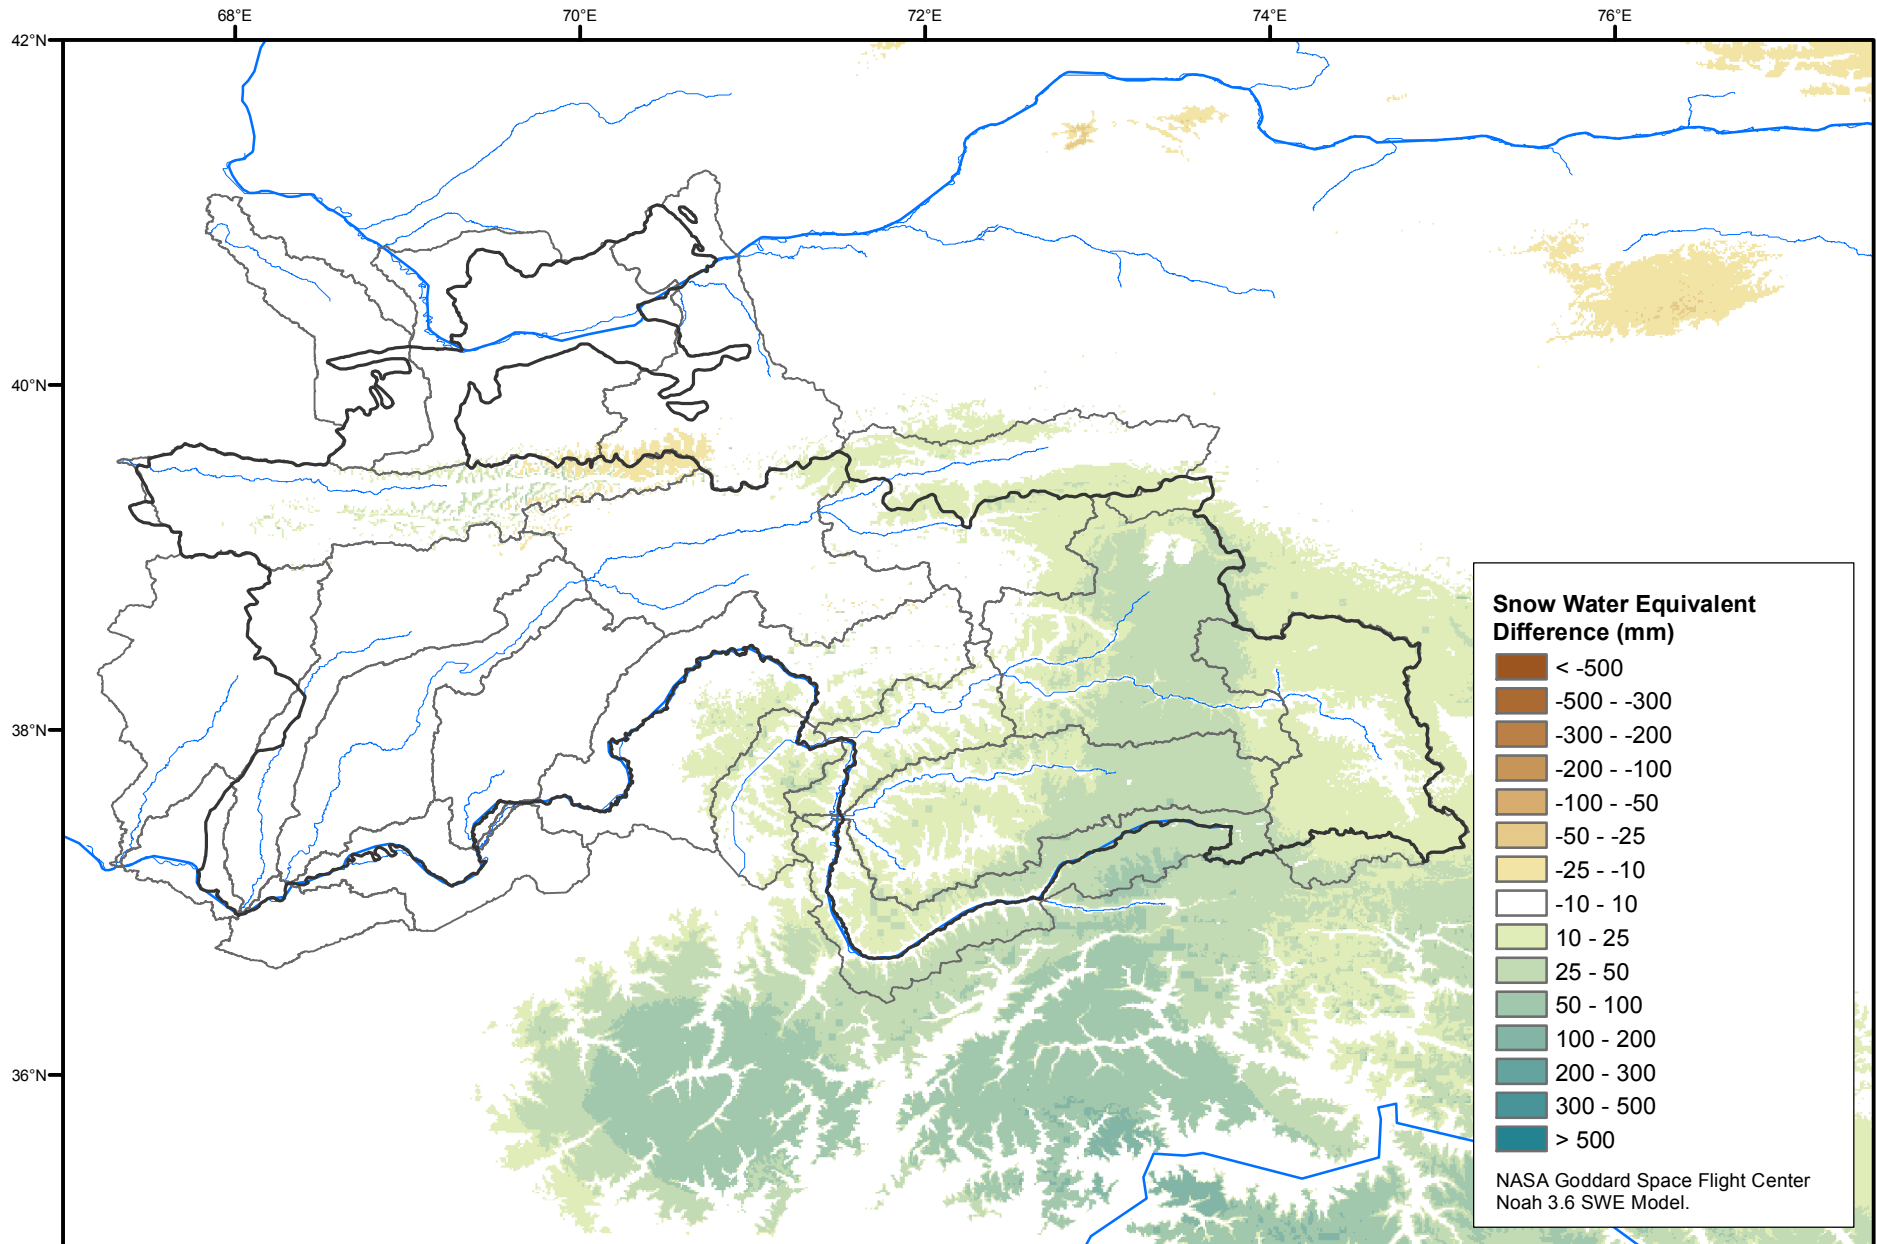 68°E 70°E 72°E 74°E 76°E
42°N
40°N
38°N
36°N
Snow Water Equivalent
Difference (mm)
< -500
-500 - -300
-300 - -200
-200 - -100
-100 - -50
-50 - -25
-25 - -10
-10 - 10
10 - 25
25 - 50
50 - 100
100 - 200
200 - 300
300 - 500
> 500
NASA Goddard Space Flight Center
Noah 3.6 SWE Model.